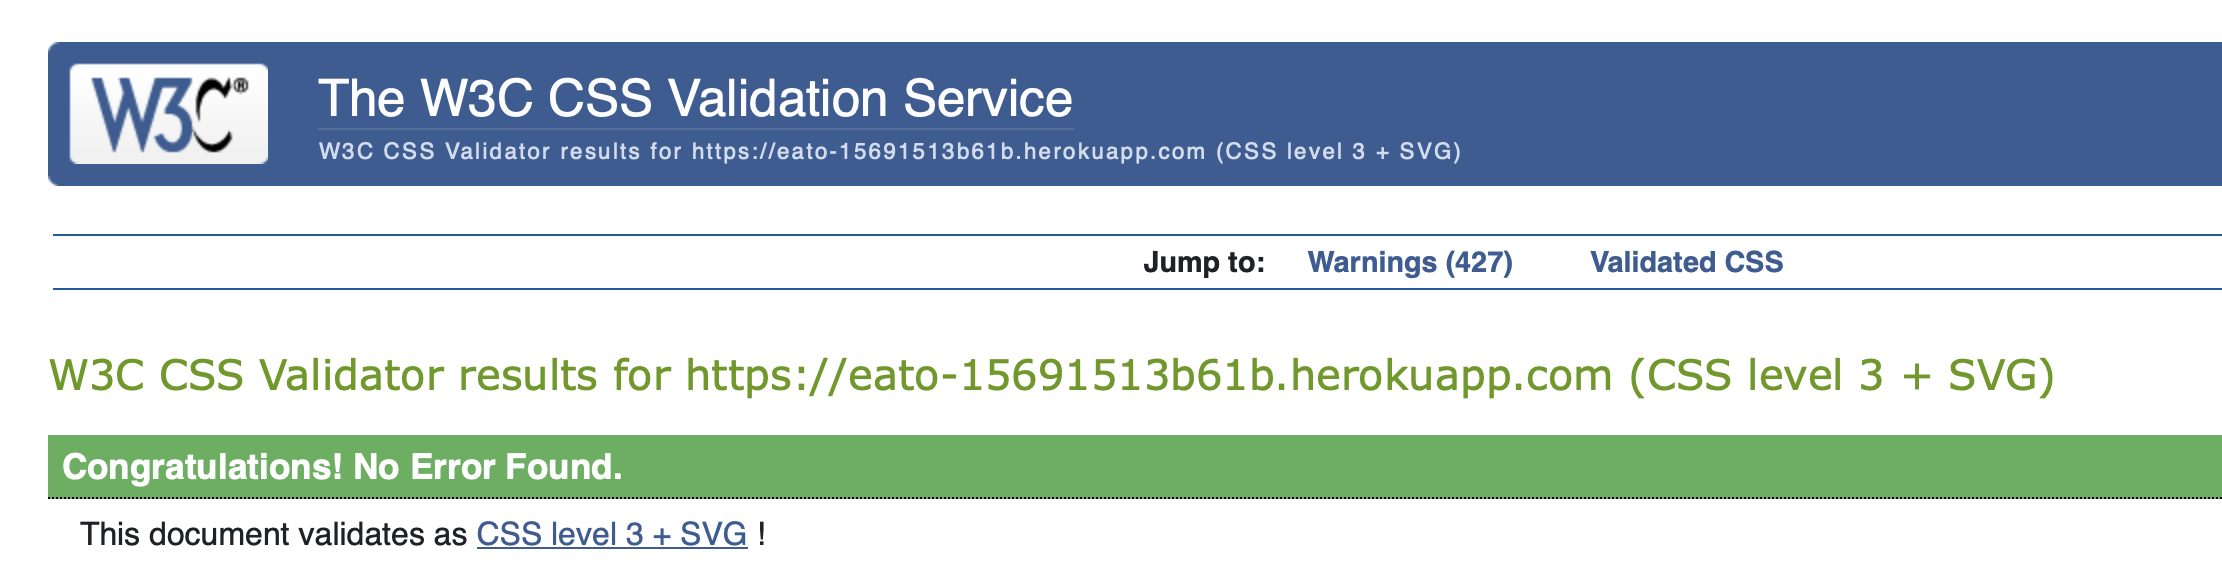 W3C®
The W3C CSS Validation Service
W3C CSS Validator results for https://eato-15691513b61b.herokuapp.com (CSS level 3 + SVG)
Jump to: Warnings (427) Validated CSS
W3C CSS Validator results for https://eato-15691513b61b.herokuapp.com (CSS level 3 + SVG)
Congratulations! No Error Found.
This document validates as CSS level 3 + SVG !